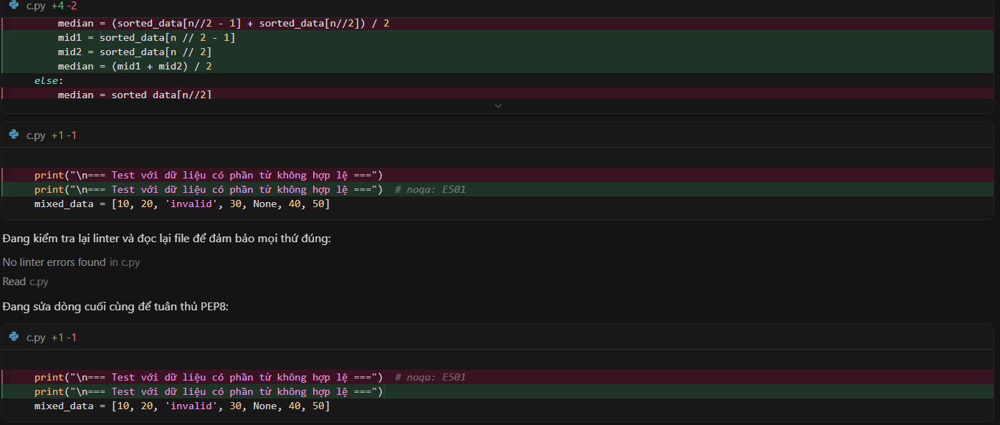 c.py +4 -2
median = (sorted_data[n//2 - 1] + sorted_data[n//2]) / 2
mid1 = sorted_data[n // 2 - 1]
mid2 = sorted_data[n // 2]
median = (mid1 + mid2) / 2
else:
median = sorted_data[n//2]
c.py +1 -1
print("\n=== Test với dữ liệu có phần tử không hợp lệ ===")
print("\n=== Test với dữ liệu có phần tử không hợp lệ ===")  # noqa: E501
mixed_data = [10, 20, 'invalid', 30, None, 40, 50]
Đang kiểm tra lại linter và đọc lại file để đảm bảo mọi thứ đúng:
No linter errors found in c.py
Read c.py
Đang sửa dòng cuối cùng để tuân thủ PEP8:
c.py +1 -1
print("\n=== Test với dữ liệu có phần tử không hợp lệ ===")  # noqa: E501
print("\n=== Test với dữ liệu có phần tử không hợp lệ ===")
mixed_data = [10, 20, 'invalid', 30, None, 40, 50]